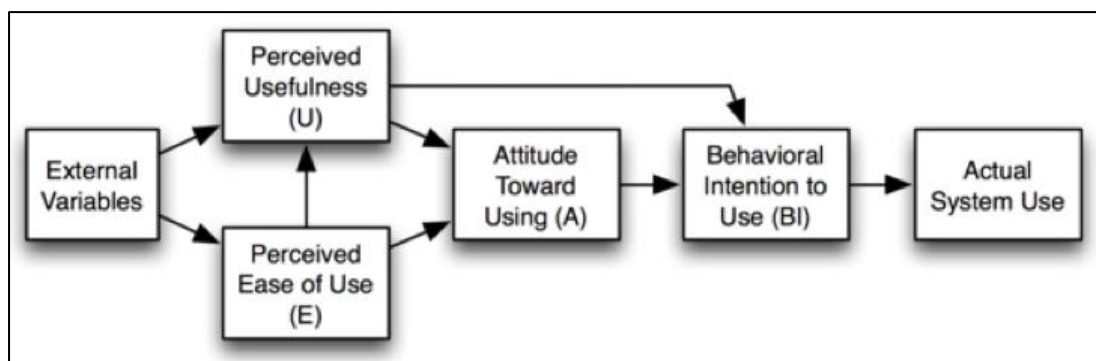 External
Variables
Perceived
Usefulness
(U)
Perceived
Ease of Use
(E)
Attitude
Toward
Using (A)
Behavioral
Intention to
Use (BI)
Actual
System Use